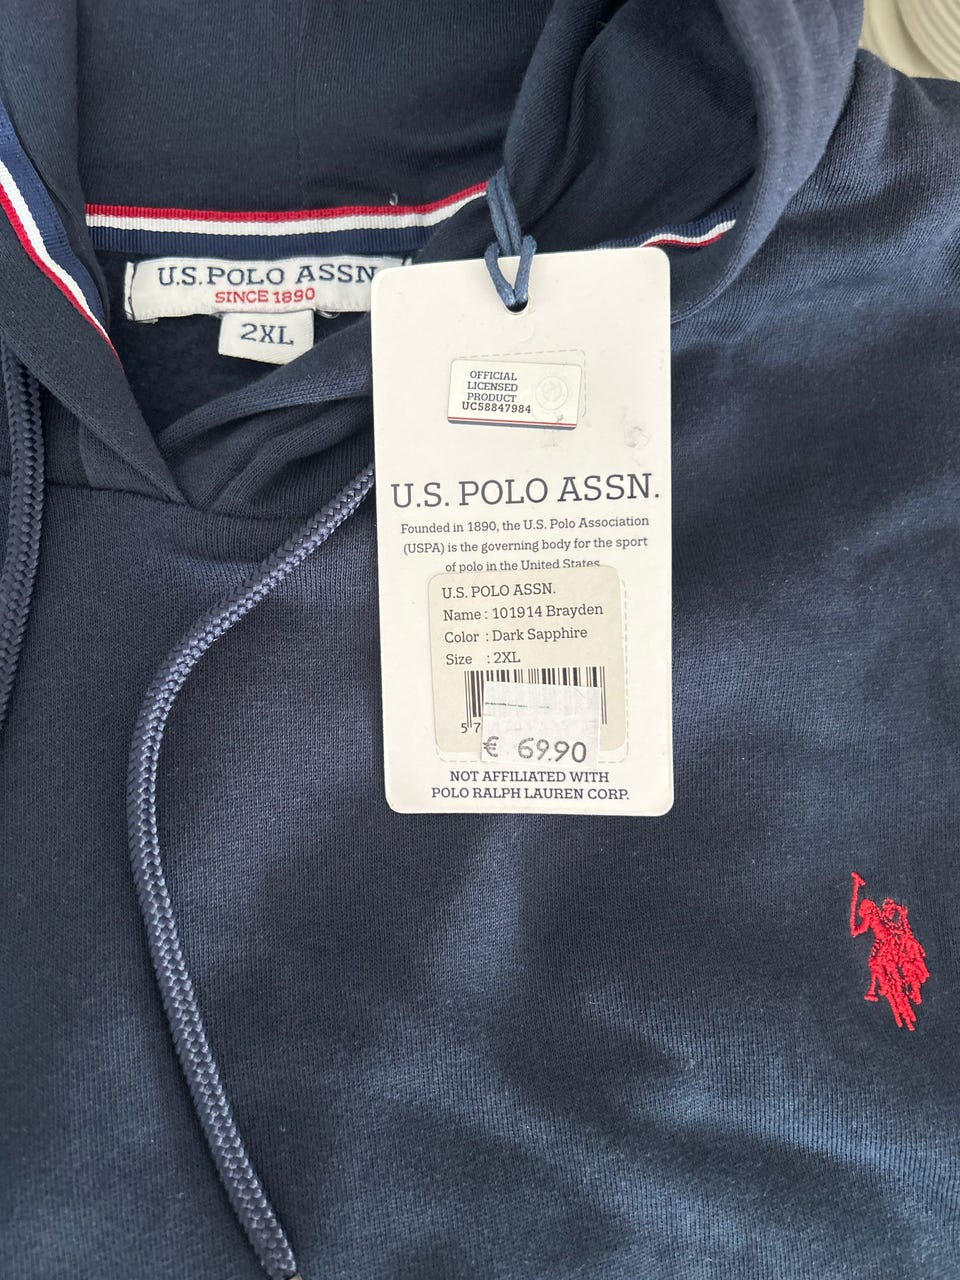 U.S. POLO ASSN
SINCE 1890
2XL
OFFICIAL
LICENSED
PRODUCT
UC58847984
U.S. POLO ASSN.
Founded in 1890, the U.S. Polo Association
(USPA) is the governing body for the sport
of polo in the United States
U.S. POLO ASSN.
Name : 101914 Brayden
Color : Dark Sapphire
Size : 2XL
5 7
€ 69.90
NOT AFFILIATED WITH
POLO RALPH LAUREN CORP.